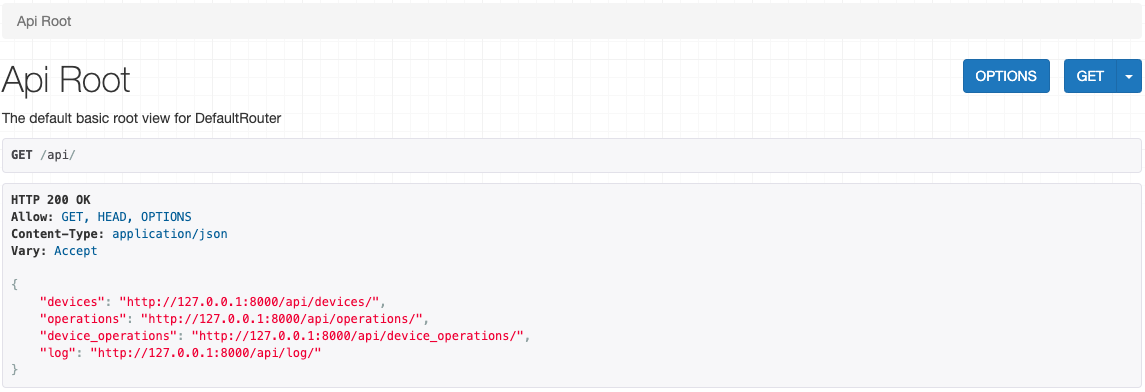 Api Root
Api Root
OPTIONS
GET
The default basic root view for DefaultRouter
GET /api/
HTTP 200 OK
Allow: GET, HEAD, OPTIONS
Content-Type: application/json
Vary: Accept
{
    "devices": "http://127.0.0.1:8000/api/devices/",
    "operations": "http://127.0.0.1:8000/api/operations/",
    "device_operations": "http://127.0.0.1:8000/api/device_operations/",
    "log": "http://127.0.0.1:8000/api/log/"
}